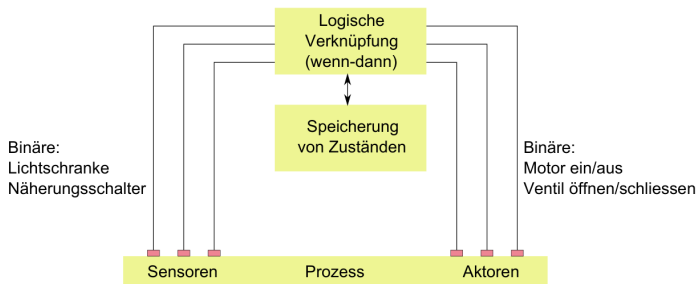 Logische
Verknüpfung
(wenn-dann)
Speicherung
von Zuständen
Binäre:
Lichtschranke
Näherungsschalter
Binäre:
Motor ein/aus
Ventil öffnen/schliessen
Sensoren Prozess Aktoren